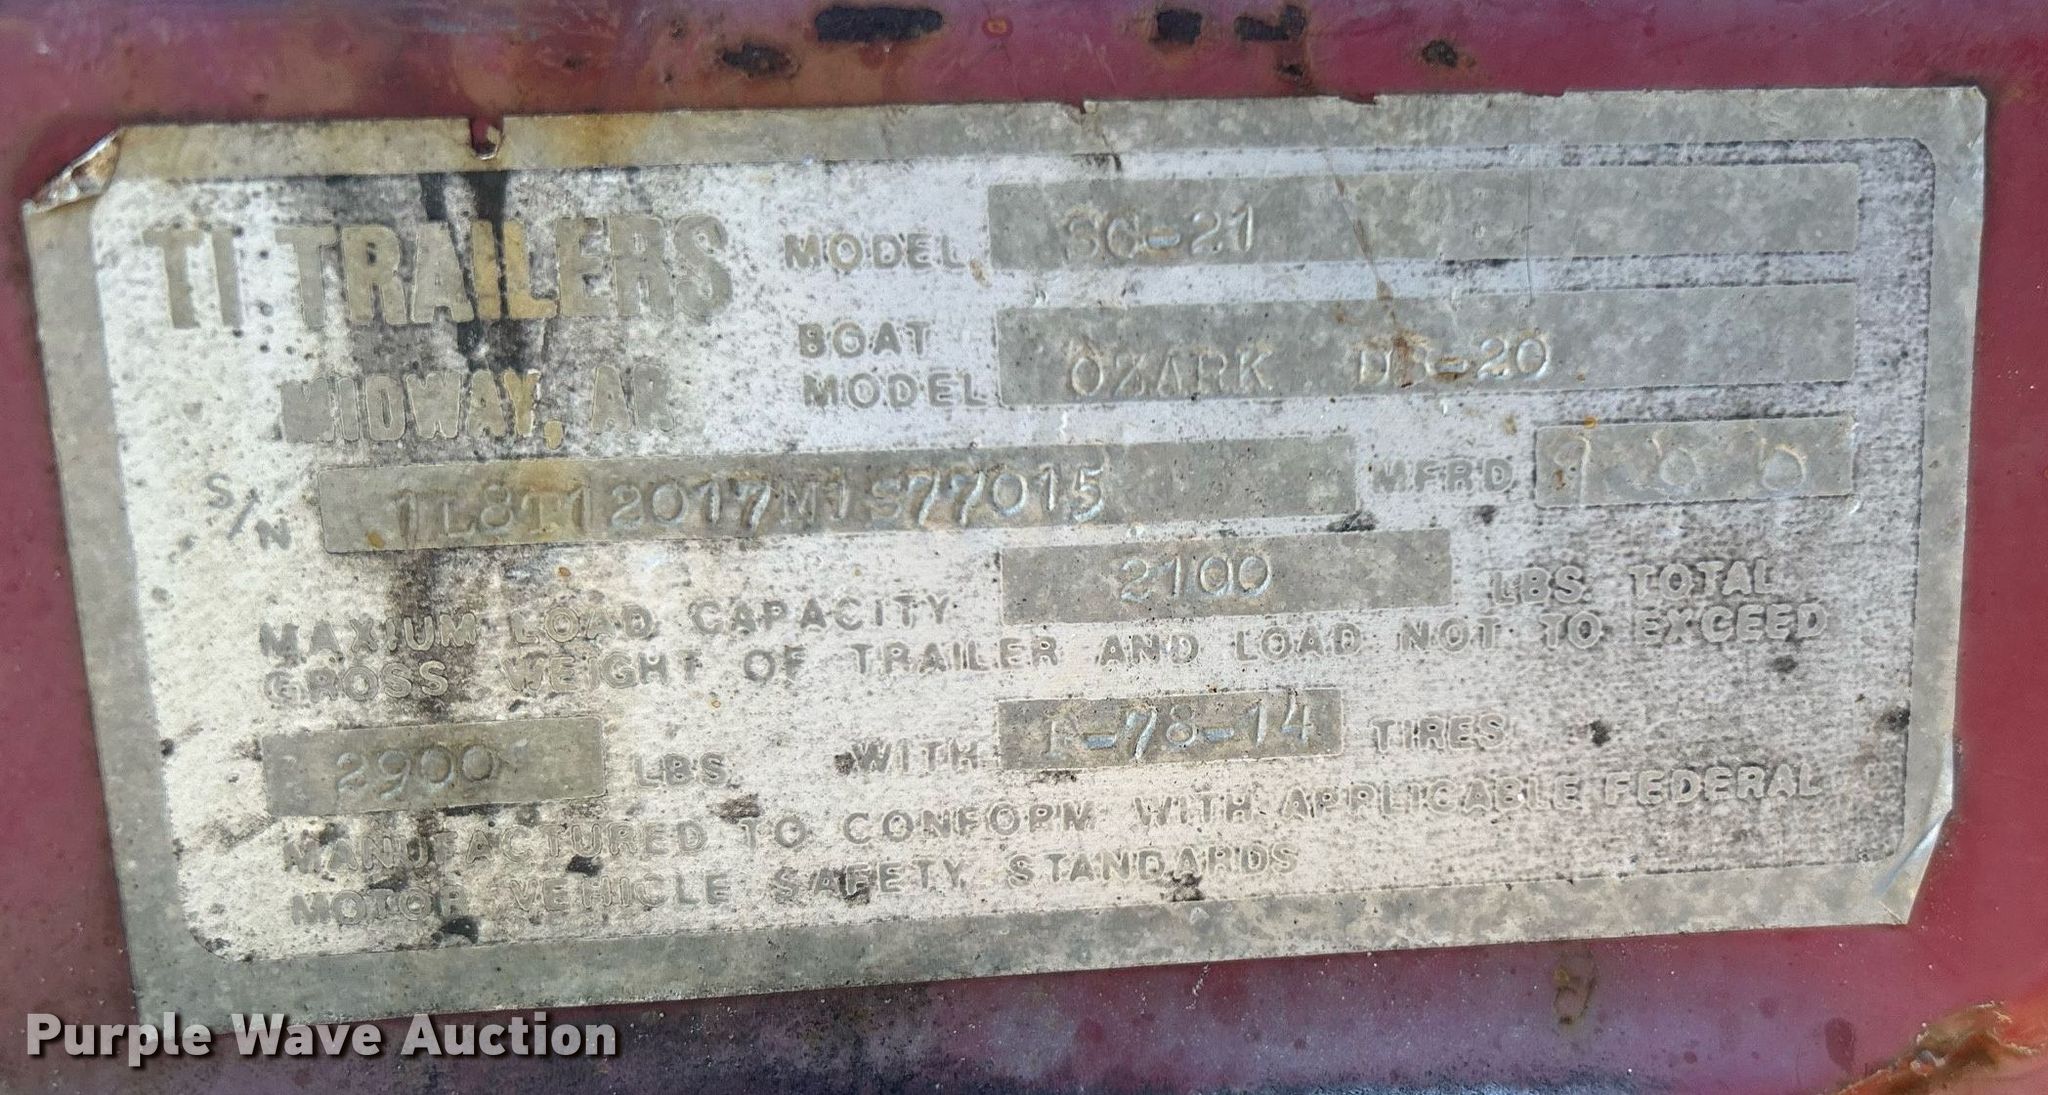 TI TRAILERS
MIDWAY, AR
MODEL SG-21
BOAT
MODEL OZARK
S/N 1L8T12017M1S77015 MFRD
MAXIUM LOAD CAPACITY 2100 LBS. TOTAL
GROSS WEIGHT OF TRAILER AND LOAD NOT TO EXCEED
2900 LBS. WITH TIRES
MANUFACTURED TO CONFORM WITH APPLICABLE FEDERAL
MOTOR VEHICLE SAFETY STANDARDS
Purple Wave Auction